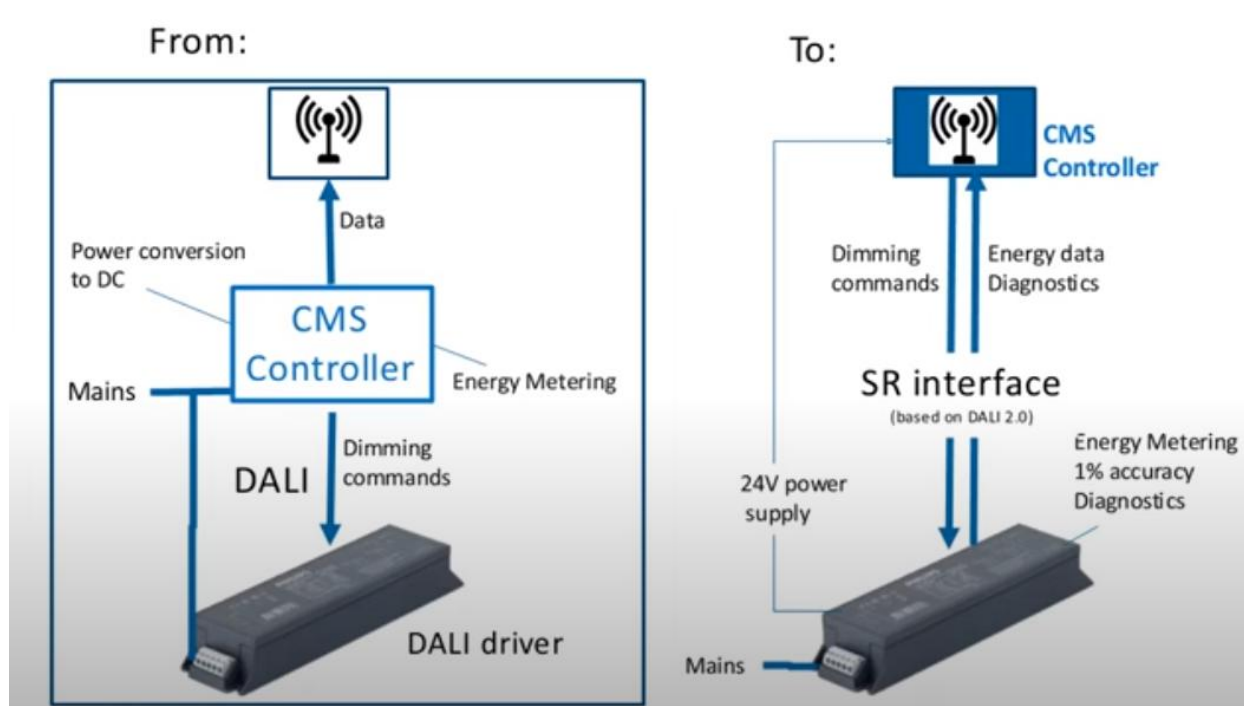 From:
Data
Power conversion
to DC
CMS
Controller
Mains
Energy Metering
Dimming
commands
DALI
DALI driver
To:
CMS
Controller
Dimming
commands
Energy data
Diagnostics
SR interface
(based on DALI 2.0)
24V power
supply
Energy Metering
1% accuracy
Diagnostics
Mains